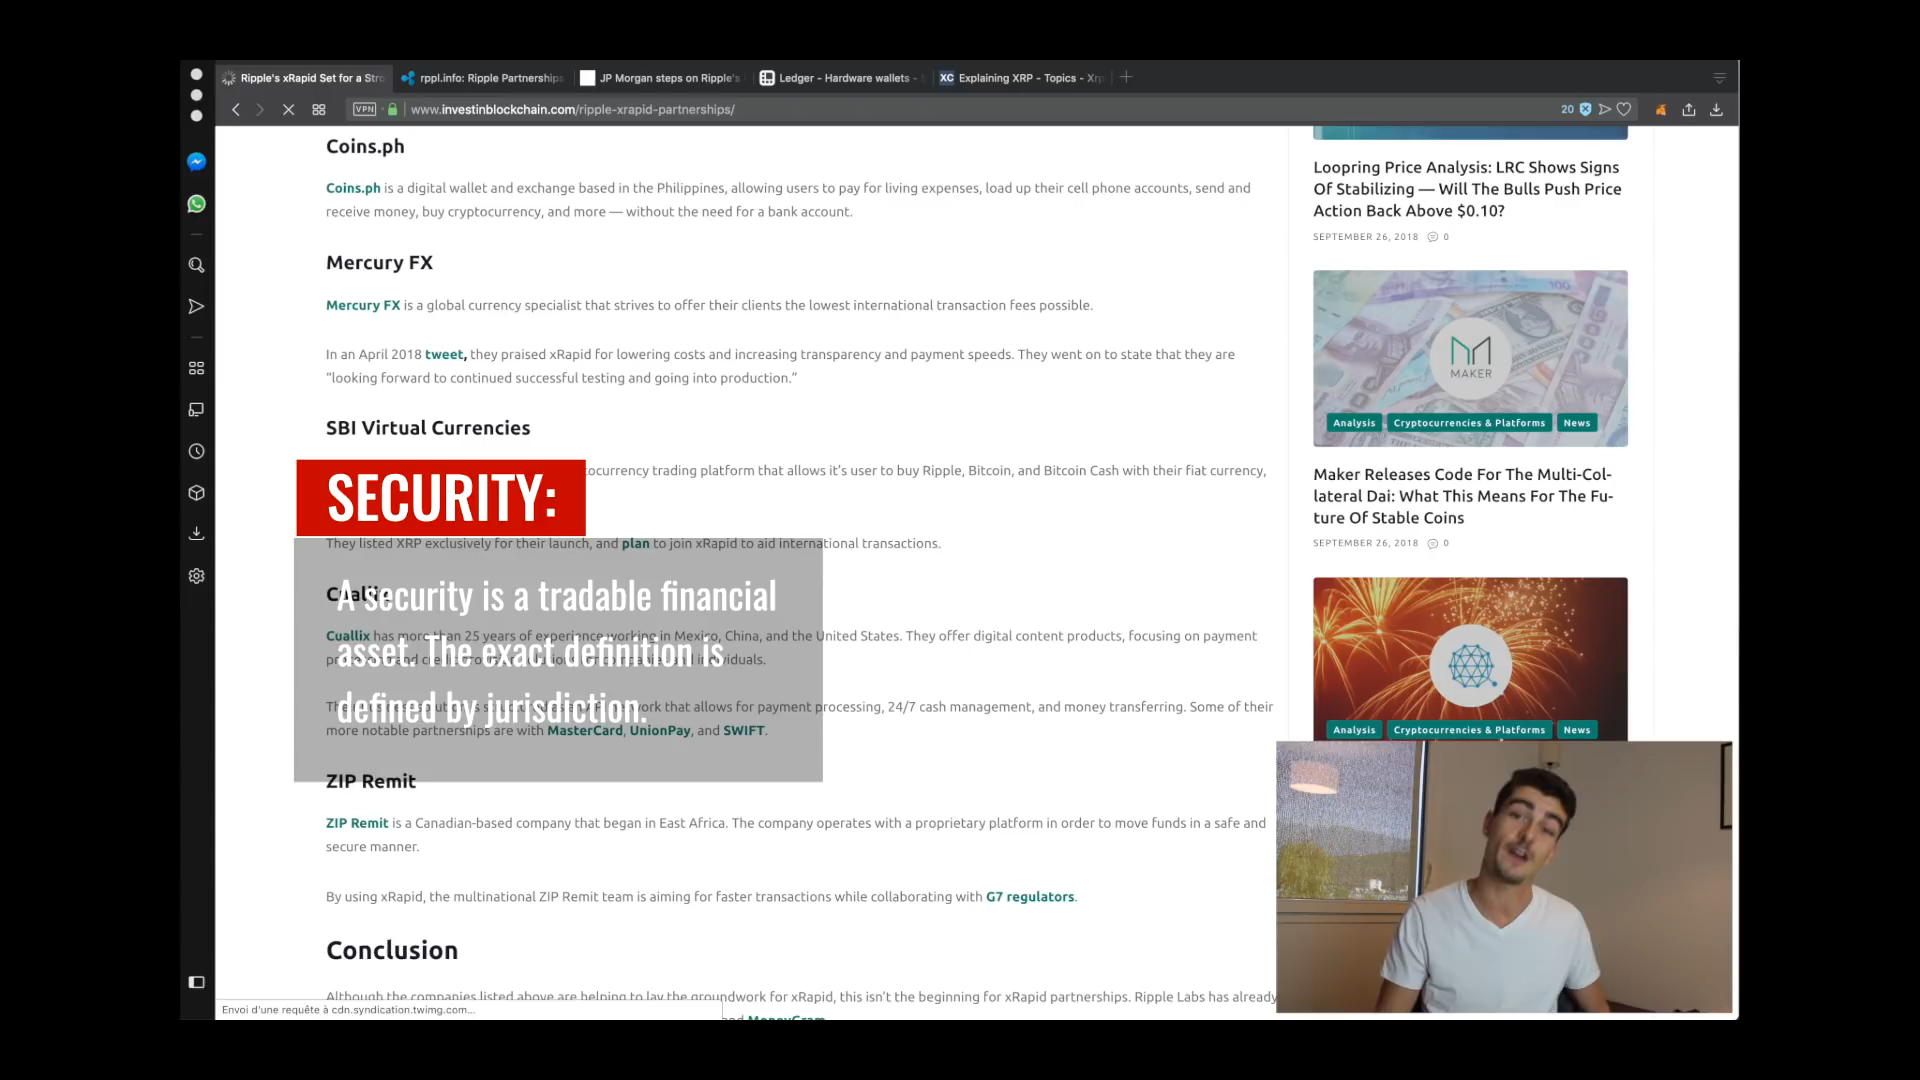 Ripple's xRapid Set for a Stro
rppl.info: Ripple Partnerships
JP Morgan steps on Ripple's
Ledger - Hardware wallets -
XC Explaining XRP - Topics - Xrp
VPN
www.investinblockchain.com/ripple-xrapid-partnerships/
20
Coins.ph
Coins.ph is a digital wallet and exchange based in the Philippines, allowing users to pay for living expenses, load up their cell phone accounts, send and
receive money, buy cryptocurrency, and more — without the need for a bank account.
Mercury FX
Mercury FX is a global currency specialist that strives to offer their clients the lowest international transaction fees possible.
In an April 2018 tweet, they praised xRapid for lowering costs and increasing transparency and payment speeds. They went on to state that they are
“looking forward to continued successful testing and going into production.”
SBI Virtual Currencies
tocurrency trading platform that allows it’s user to buy Ripple, Bitcoin, and Bitcoin Cash with their fiat currency,
SECURITY:
They listed XRP exclusively for their launch, and plan to join xRapid to aid international transactions.
A security is a tradable financial
asset. The exact definition is
defined by jurisdiction.
Cuallix
Cuallix has more than 25 years of experience working in Mexico, China, and the United States. They offer digital content products, focusing on payment
individuals.
that allows for payment processing, 24/7 cash management, and money transferring. Some of their
more notable partnerships are with MasterCard, UnionPay, and SWIFT.
ZIP Remit
ZIP Remit is a Canadian-based company that began in East Africa. The company operates with a proprietary platform in order to move funds in a safe and
secure manner.
By using xRapid, the multinational ZIP Remit team is aiming for faster transactions while collaborating with G7 regulators.
Conclusion
Although the companies listed above are helping to lay the groundwork for xRapid, this isn’t the beginning for xRapid partnerships. Ripple Labs has already
and MoneyGram
Envoi d'une requête à cdn.syndication.twimg.com...
Loopring Price Analysis: LRC Shows Signs
Of Stabilizing — Will The Bulls Push Price
Action Back Above $0.10?
SEPTEMBER 26, 2018 0
MAKER
Analysis Cryptocurrencies & Platforms News
Maker Releases Code For The Multi-Col-
lateral Dai: What This Means For The Fu-
ture Of Stable Coins
SEPTEMBER 26, 2018 0
Analysis Cryptocurrencies & Platforms News